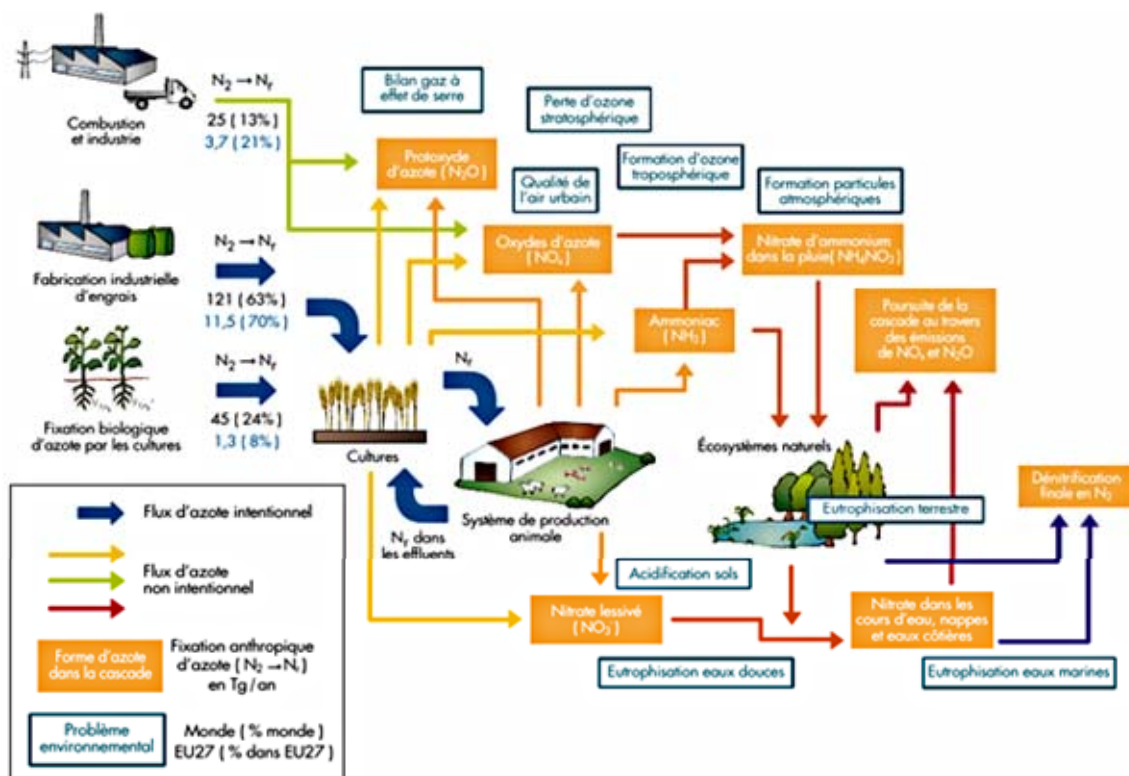 N₂ → Nᵣ
25 ( 13% )
3,7 ( 21% )
Combustion
et industrie
Bilan gaz à
effet de serre
Perte d'ozone
stratosphérique
Formation d'ozone
troposphérique
Formation particules
atmosphériques
Qualité de
l'air urbain
Protoxyde
d'azote ( N₂O )
Oxydes d'azote
( NOₓ )
Nitrate d'ammonium
dans la pluie( NH₄NO₃ )
Ammoniac
( NH₃ )
Poursuite de la
cascade au travers
des émissions
de NOₓ et N₂O
N₂ → Nᵣ
121 ( 63% )
11,5 ( 70% )
Fabrication industrielle
d'engrais
N₂ → Nᵣ
45 ( 24% )
1,3 ( 8% )
Fixation biologique
d'azote par les cultures
Nᵣ
Cultures
Nᵣ dans
les effluents
Système de production
animale
Écosystèmes naturels
Eutrophisation terrestre
Dénitrification
finale en N₂
Acidification sols
Nitrate lessivé
( NO₃⁻ )
Nitrate dans les
cours d'eau, nappes
et eaux côtières
Eutrophisation eaux douces
Eutrophisation eaux marines
Flux d'azote intentionnel
Flux d'azote
non intentionnel
Forme d'azote
dans la cascade
Fixation anthropique
d'azote ( N₂ → Nᵣ )
en Tg/an
Problème
environnemental
Monde ( % monde )
EU27 ( % dans EU27 )